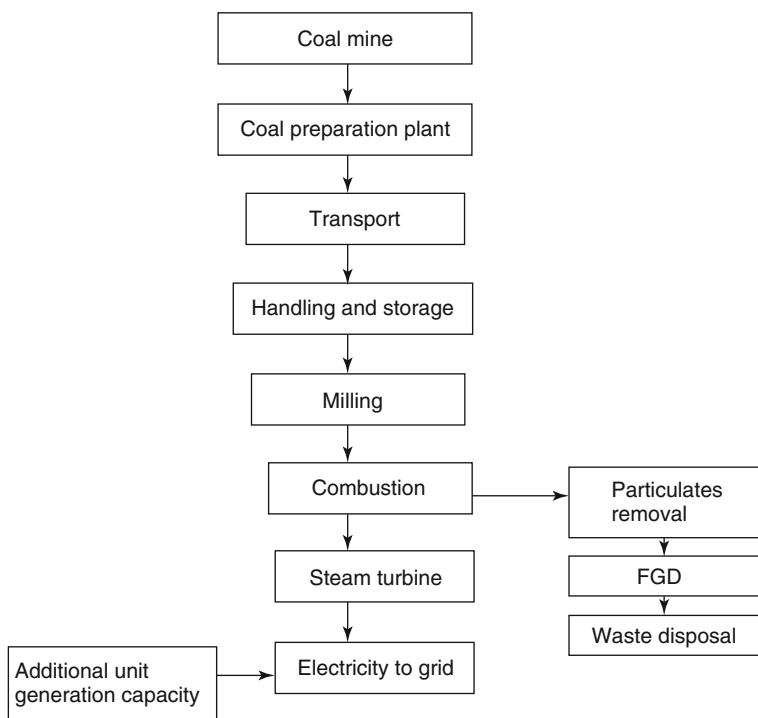 Coal mine
Coal preparation plant
Transport
Handling and storage
Milling
Combustion
Particulates
removal
Steam turbine
FGD
Waste disposal
Electricity to grid
Additional unit
generation capacity